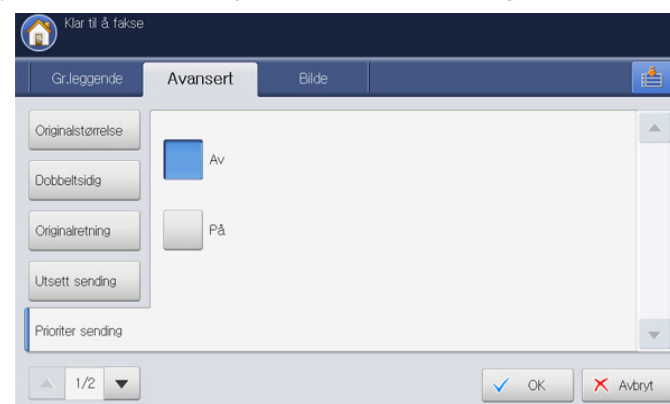 Klar til å fakse
Gr.leggende
Avansert
Bilde
Originalstørrelse
Dobbeltsidig
Originalretning
Utsett sending
Prioriter sending
Av
På
1/2
OK
Avbryt